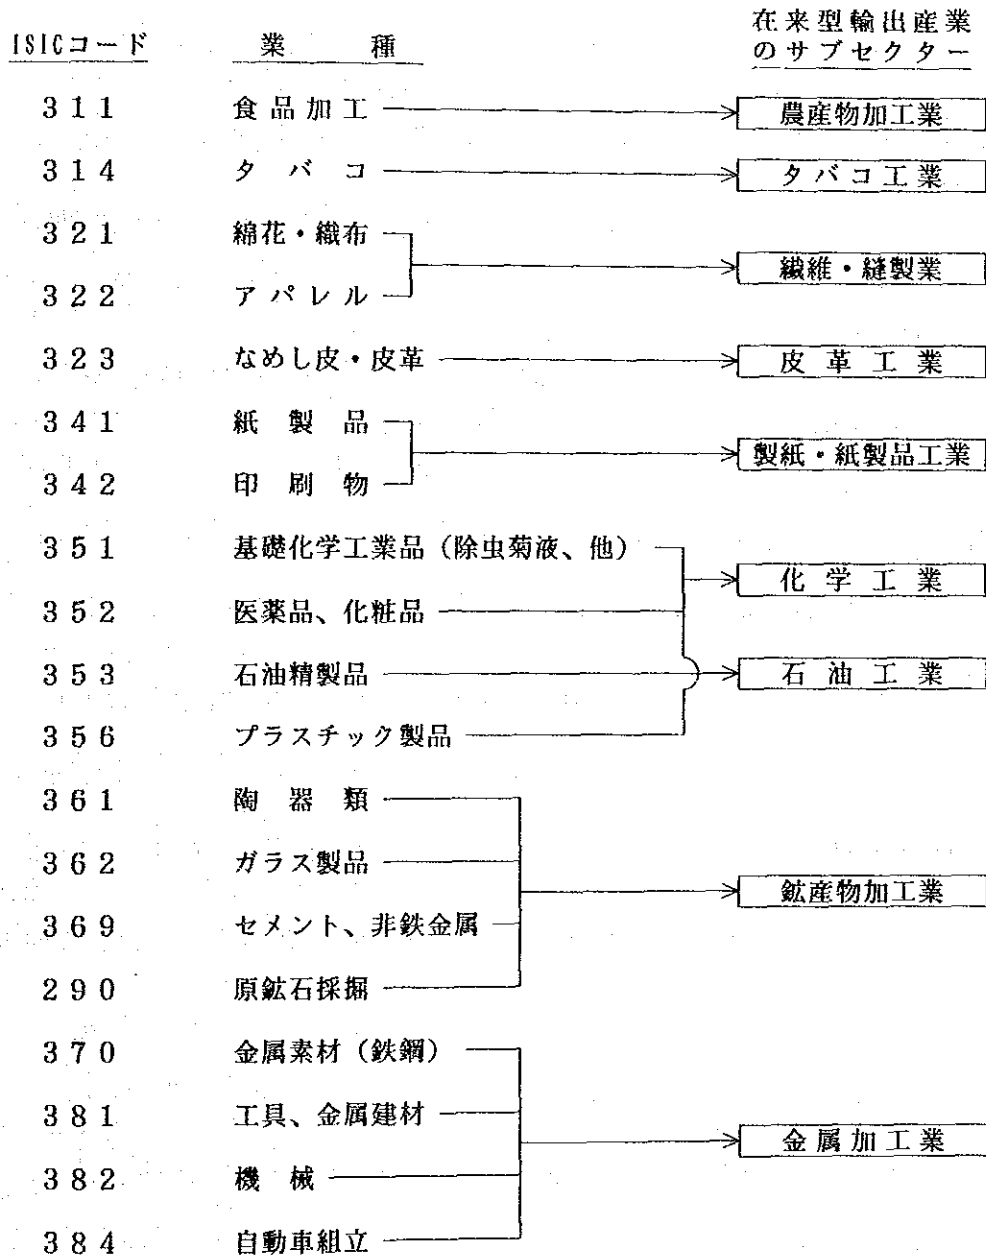 在来型輸出産業
ISICコード 業種 のサブセクター
311 食品加工 農産物加工業
314 タバコ タバコ工業
321 綿花・織布
繊維・縫製業
322 アパレル
323 なめし皮・皮革 皮革工業
341 紙製品
製紙・紙製品工業
342 印刷物
351 基礎化学工業品（除虫菊液、他）
化学工業
352 医薬品、化粧品
353 石油精製品 石油工業
356 プラスチック製品
361 陶器類
362 ガラス製品
鉱産物加工業
369 セメント、非鉄金属
290 原鉱石採掘
370 金属素材（鉄鋼）
381 工具、金属建材
金属加工業
382 機械
384 自動車組立